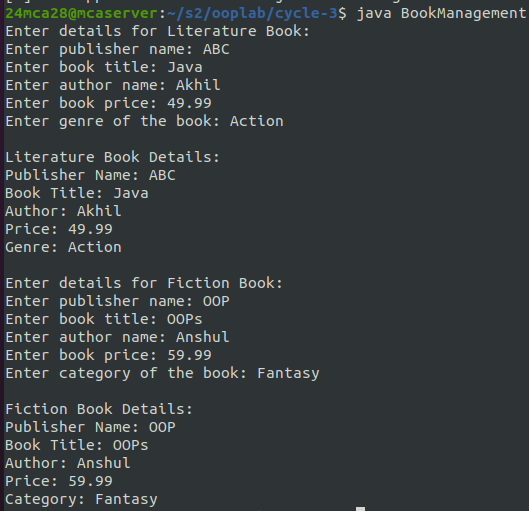 24mca28@mcaserver:~/s2/ooplab/cycle-3$ java BookManagement
Enter details for Literature Book:
Enter publisher name: ABC
Enter book title: Java
Enter author name: Akhil
Enter book price: 49.99
Enter genre of the book: Action
Literature Book Details:
Publisher Name: ABC
Book Title: Java
Author: Akhil
Price: 49.99
Genre: Action
Enter details for Fiction Book:
Enter publisher name: OOP
Enter book title: OOPs
Enter author name: Anshul
Enter book price: 59.99
Enter category of the book: Fantasy
Fiction Book Details:
Publisher Name: OOP
Book Title: OOPs
Author: Anshul
Price: 59.99
Category: Fantasy